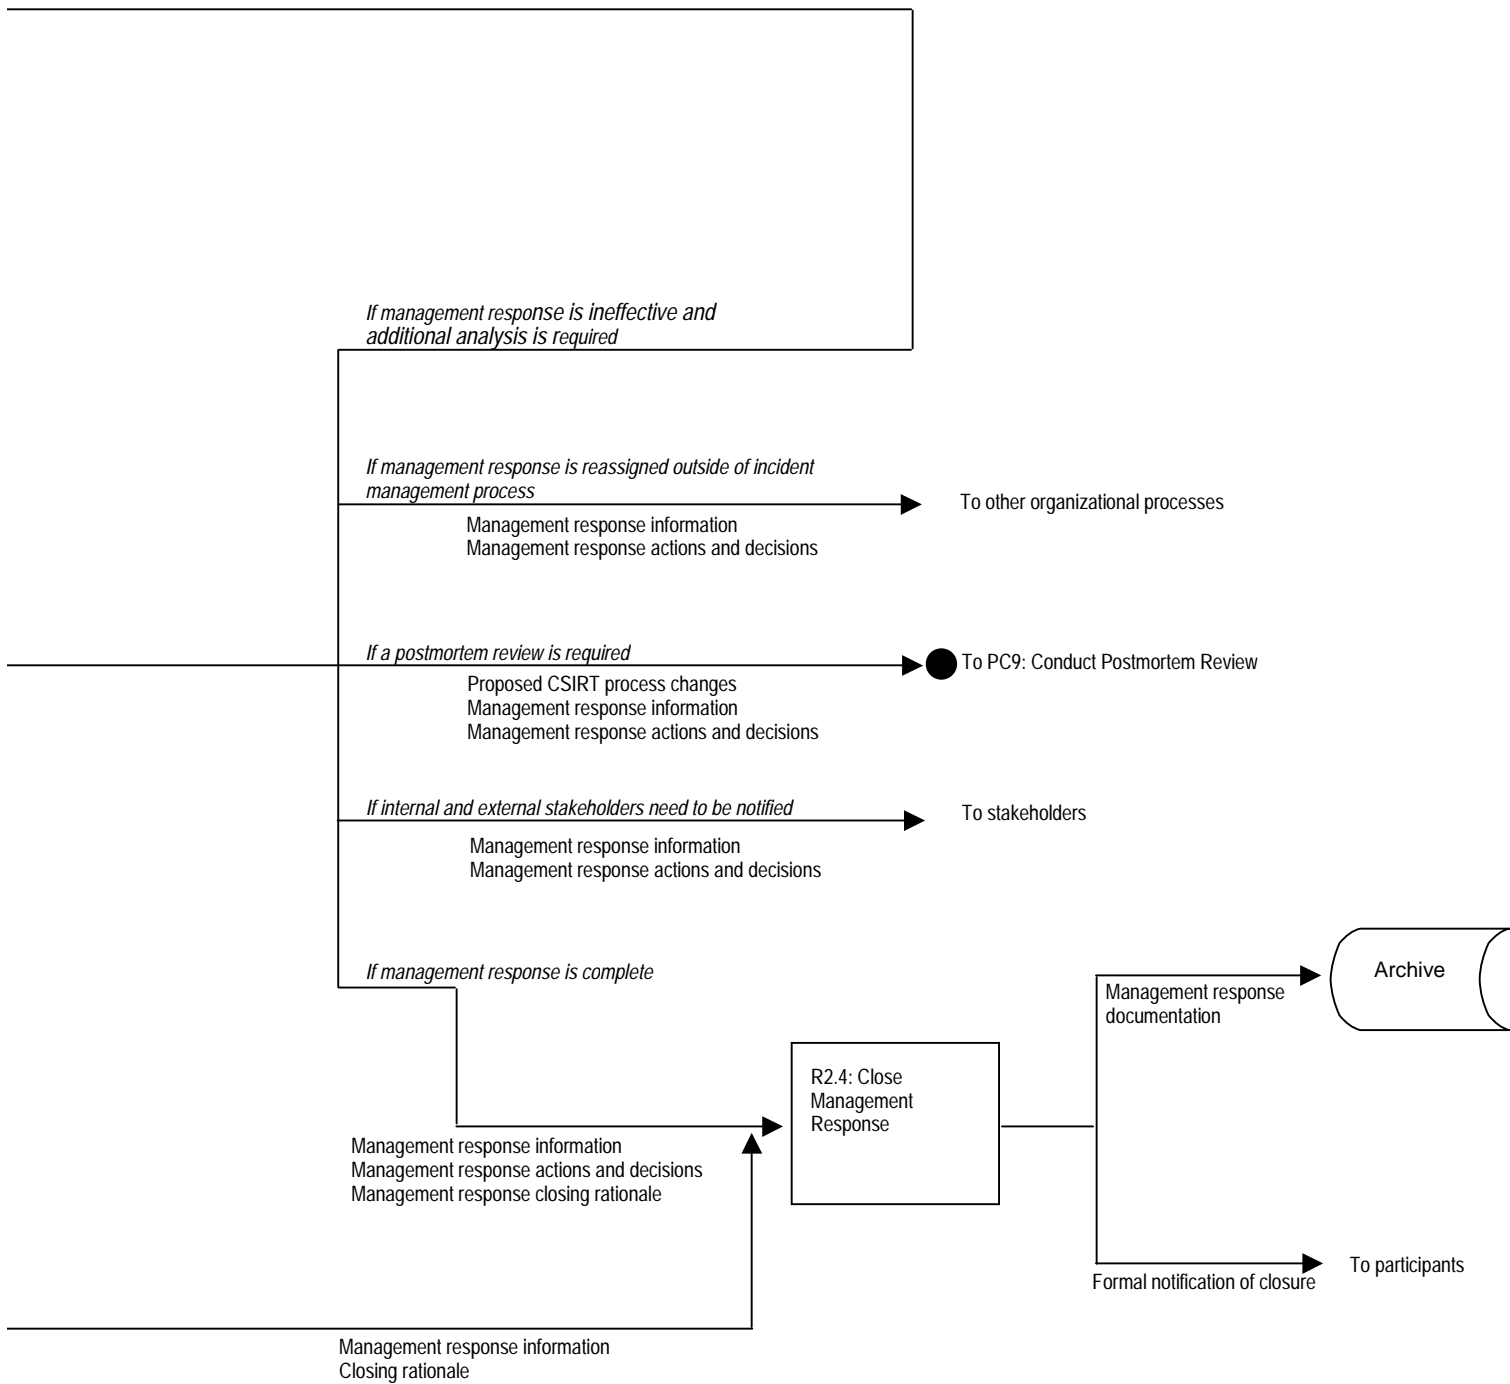 If management response is ineffective and
additional analysis is required
If management response is reassigned outside of incident
management process
To other organizational processes
Management response information
Management response actions and decisions
If a postmortem review is required
To PC9: Conduct Postmortem Review
Proposed CSIRT process changes
Management response information
Management response actions and decisions
If internal and external stakeholders need to be notified
To stakeholders
Management response information
Management response actions and decisions
If management response is complete
Archive
Management response
documentation
R2.4: Close
Management
Response
Management response information
Management response actions and decisions
Management response closing rationale
To participants
Formal notification of closure
Management response information
Closing rationale